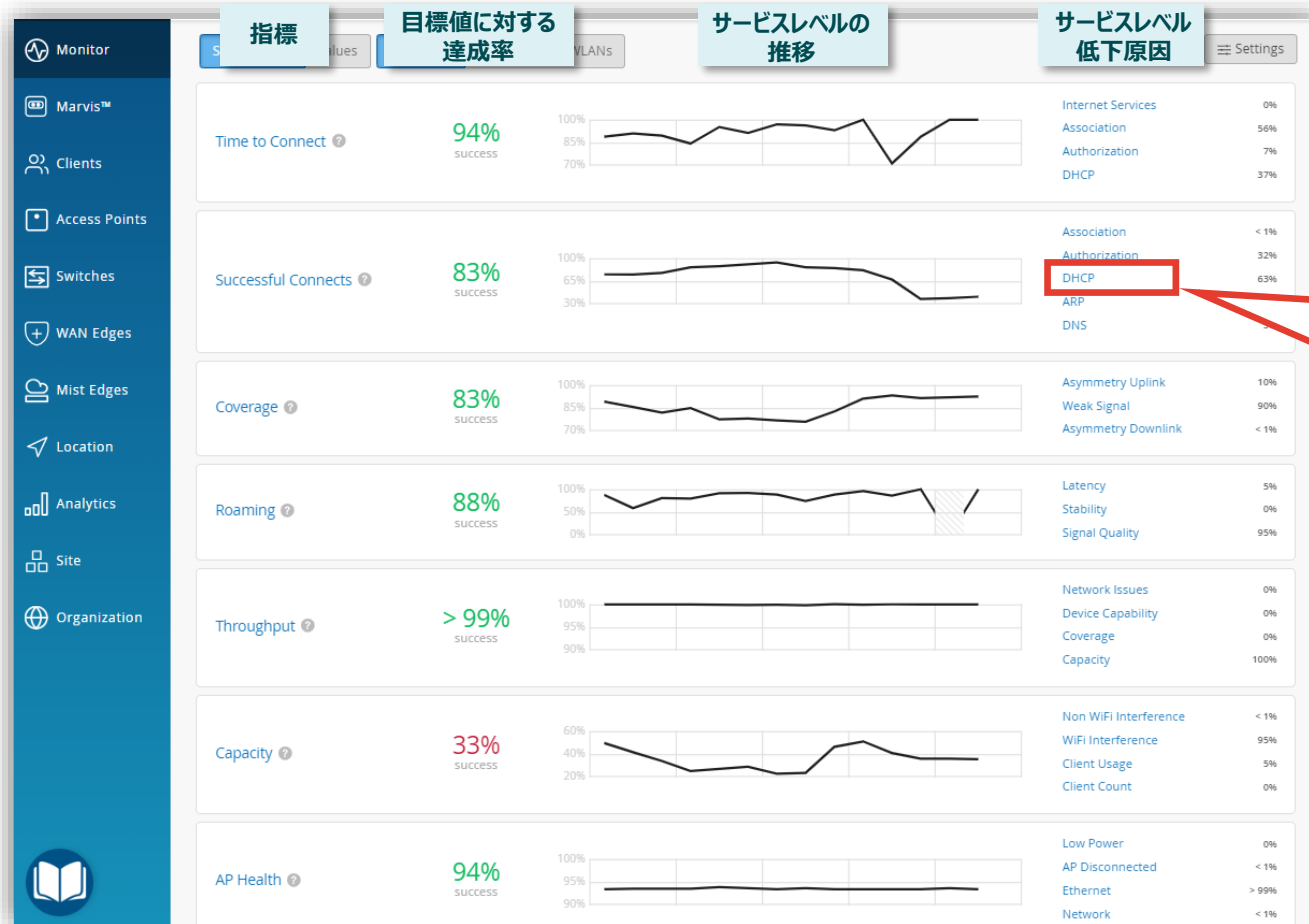 指標
目標値に対する
達成率
サービスレベルの
推移
サービスレベル
低下原因
Monitor
Marvis™
Clients
Access Points
Switches
WAN Edges
Mist Edges
Location
Analytics
Site
Organization
S
lues
WLANs
Settings
Time to Connect ?
94%
success
100%
85%
70%
Internet Services 0%
Association 56%
Authorization 7%
DHCP 37%
Successful Connects ?
83%
success
100%
65%
30%
Association < 1%
Authorization 32%
DHCP 63%
ARP
DNS
Coverage ?
83%
success
100%
85%
70%
Asymmetry Uplink 10%
Weak Signal 90%
Asymmetry Downlink < 1%
Roaming ?
88%
success
100%
50%
0%
Latency 5%
Stability 0%
Signal Quality 95%
Throughput ?
> 99%
success
100%
95%
90%
Network Issues 0%
Device Capability 0%
Coverage 0%
Capacity 100%
Capacity ?
33%
success
60%
40%
20%
Non WiFi Interference < 1%
WiFi Interference 95%
Client Usage 5%
Client Count 0%
AP Health ?
94%
success
100%
95%
90%
Low Power 0%
AP Disconnected < 1%
Ethernet > 99%
Network < 1%